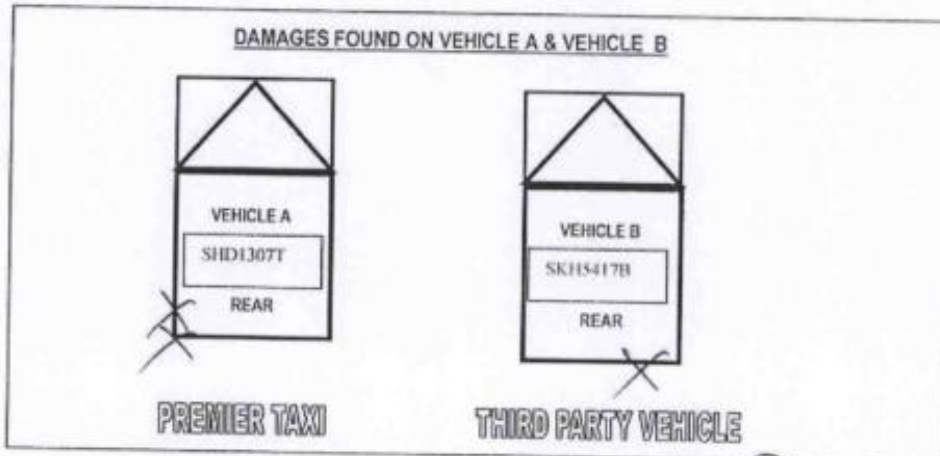 DAMAGES FOUND ON VEHICLE A & VEHICLE B
VEHICLE A
SHD1307T
REAR
PREMIER TAXI
VEHICLE B
SKH5417B
REAR
THIRD PARTY VEHICLE